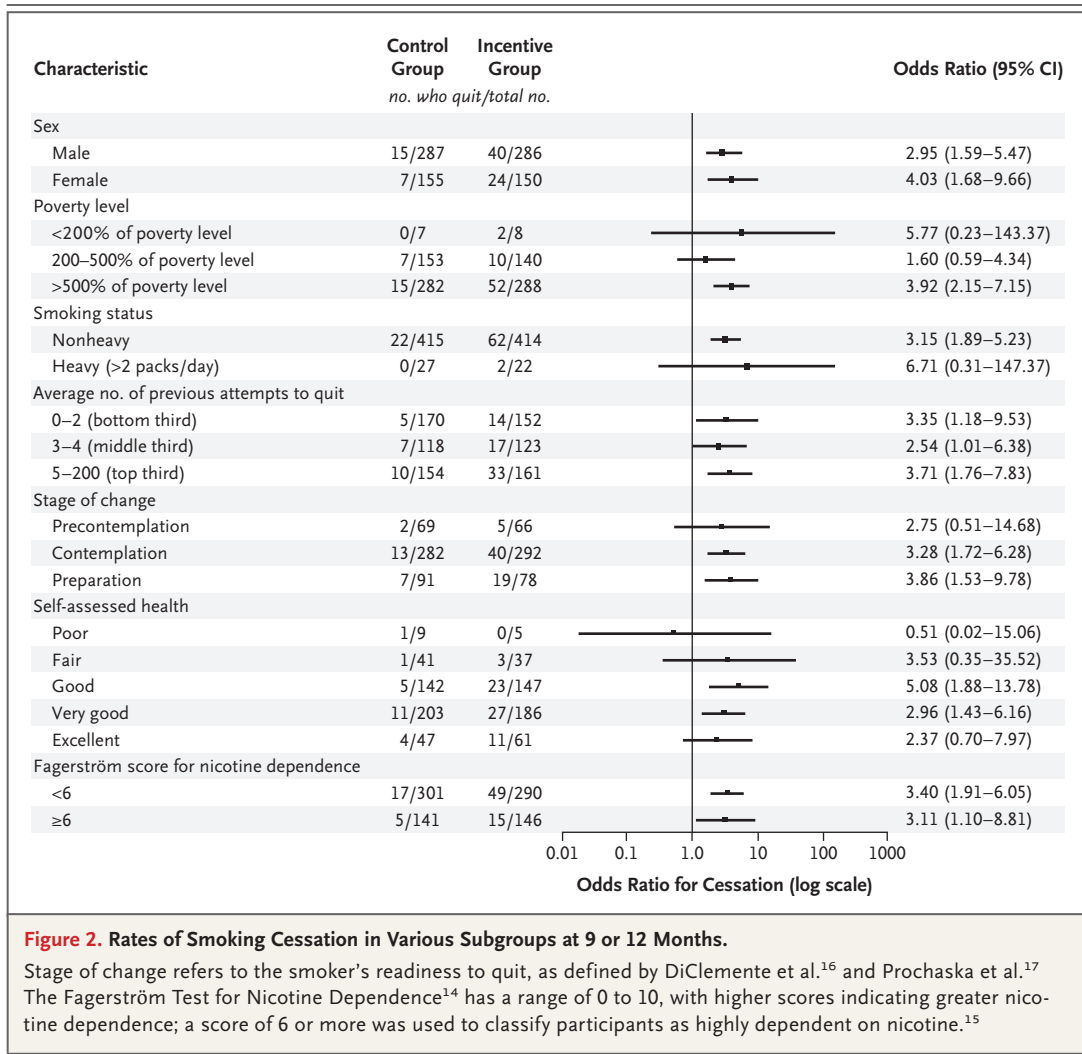 Characteristic Control Group Incentive Group Odds Ratio (95% CI)
no. who quit/total no.
Sex
Male 15/287 40/286 2.95 (1.59–5.47)
Female 7/155 24/150 4.03 (1.68–9.66)
Poverty level
<200% of poverty level 0/7 2/8 5.77 (0.23–143.37)
200–500% of poverty level 7/153 10/140 1.60 (0.59–4.34)
>500% of poverty level 15/282 52/288 3.92 (2.15–7.15)
Smoking status
Nonheavy 22/415 62/414 3.15 (1.89–5.23)
Heavy (>2 packs/day) 0/27 2/22 6.71 (0.31–147.37)
Average no. of previous attempts to quit
0–2 (bottom third) 5/170 14/152 3.35 (1.18–9.53)
3–4 (middle third) 7/118 17/123 2.54 (1.01–6.38)
5–200 (top third) 10/154 33/161 3.71 (1.76–7.83)
Stage of change
Precontemplation 2/69 5/66 2.75 (0.51–14.68)
Contemplation 13/282 40/292 3.28 (1.72–6.28)
Preparation 7/91 19/78 3.86 (1.53–9.78)
Self-assessed health
Poor 1/9 0/5 0.51 (0.02–15.06)
Fair 1/41 3/37 3.53 (0.35–35.52)
Good 5/142 23/147 5.08 (1.88–13.78)
Very good 11/203 27/186 2.96 (1.43–6.16)
Excellent 4/47 11/61 2.37 (0.70–7.97)
Fagerström score for nicotine dependence
<6 17/301 49/290 3.40 (1.91–6.05)
≥6 5/141 15/146 3.11 (1.10–8.81)
0.01 0.1 1.0 10 100 1000
Odds Ratio for Cessation (log scale)
Figure 2. Rates of Smoking Cessation in Various Subgroups at 9 or 12 Months.
Stage of change refers to the smoker's readiness to quit, as defined by DiClemente et al.¹⁶ and Prochaska et al.¹⁷
The Fagerström Test for Nicotine Dependence¹⁴ has a range of 0 to 10, with higher scores indicating greater nico-
tine dependence; a score of 6 or more was used to classify participants as highly dependent on nicotine.¹⁵